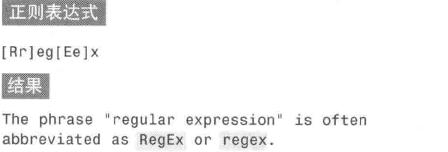 正则表达式
[Rr]eg[Ee]x
结果
The phrase "regular expression" is often
abbreviated as RegEx or regex.